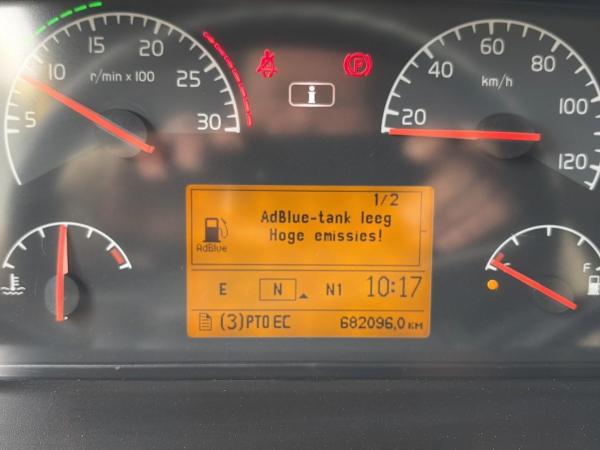 5
10
15
20
25
30
r/min x 100
P
i
20
40
60
80
100
120
km/h
1/2
AdBlue-tank leeg
Hoge emissies!
AdBlue
E N N1 10:17
(3)PTO EC 682096,0 KM
F